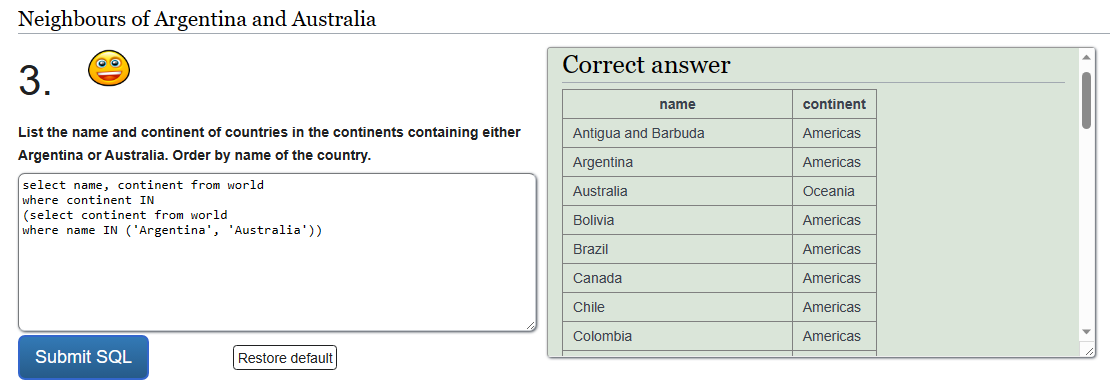 Neighbours of Argentina and Australia
3.
List the name and continent of countries in the continents containing either
Argentina or Australia. Order by name of the country.
select name, continent from world
where continent IN
(select continent from world
where name IN ('Argentina', 'Australia'))
Submit SQL
Restore default
Correct answer
name continent
Antigua and Barbuda Americas
Argentina Americas
Australia Oceania
Bolivia Americas
Brazil Americas
Canada Americas
Chile Americas
Colombia Americas